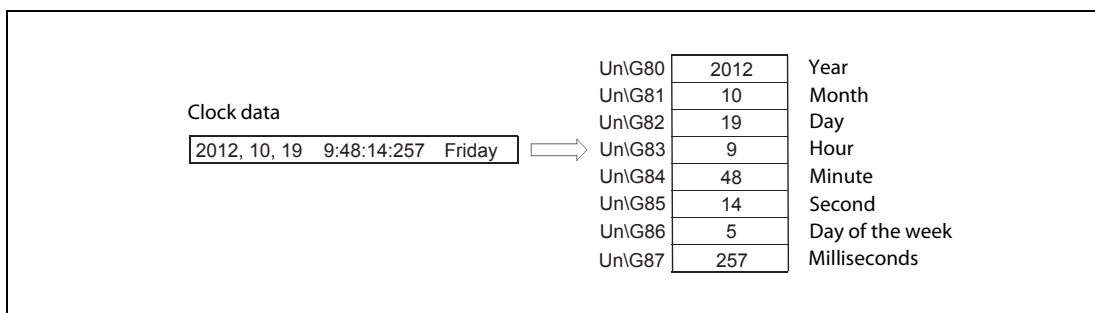 Un\G80 2012 Year
Un\G81 10 Month
Clock data
Un\G82 19 Day
2012, 10, 19 9:48:14:257 Friday
Un\G83 9 Hour
Un\G84 48 Minute
Un\G85 14 Second
Un\G86 5 Day of the week
Un\G87 257 Milliseconds